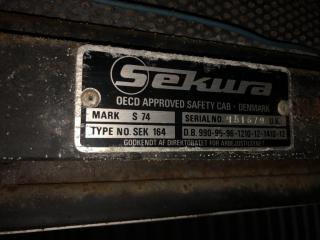 Sekura
OECD APPROVED SAFETY CAB · DENMARK
MARK S 74 SERIAL NO. U.K.
TYPE NO. SEK 164 D.B. 990-95-96-1210-12-1410-12
GODKENDT AF DIREKTORATET FOR ARBEJDSTILSYNET